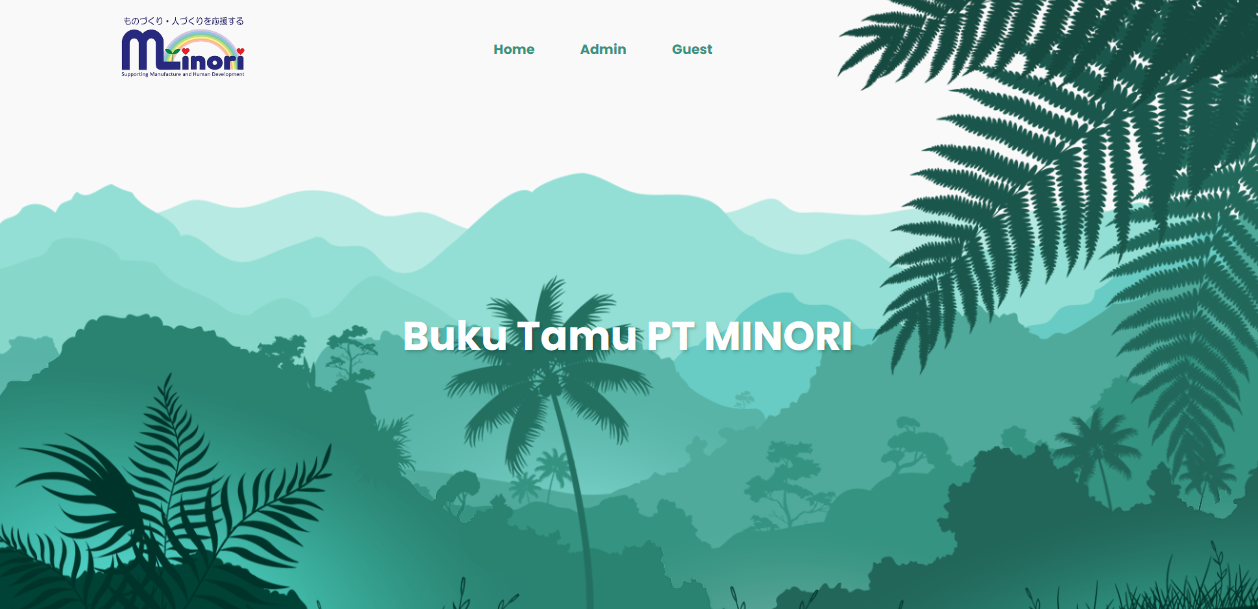 ものづくり・人づくりを応援する
Minori
Supporting Manufacture and Human Development
Home Admin Guest
Buku Tamu PT MINORI